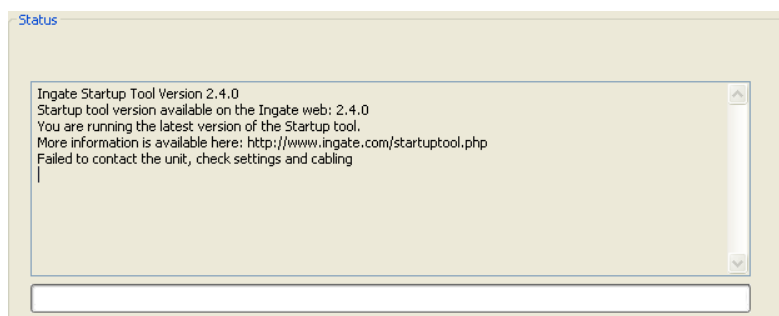 Status
Ingate Startup Tool Version 2.4.0
Startup tool version available on the Ingate web: 2.4.0
You are running the latest version of the Startup tool.
More information is available here: http://www.ingate.com/startuptool.php
Failed to contact the unit, check settings and cabling